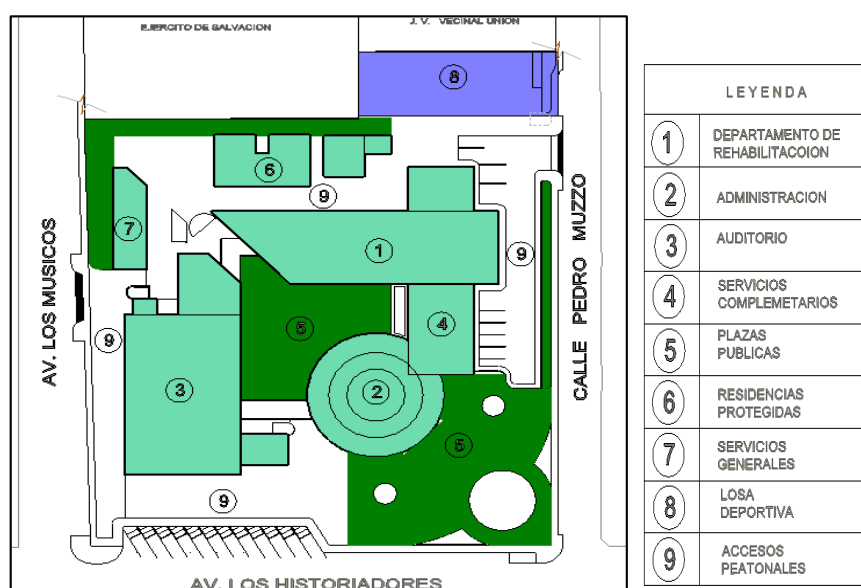 EJERCITO DE SALVACION
J. V. VECINAL UNION
8
6
9
7
1
9
5
4
9
3
2
5
9
AV. LOS MUSICOS
CALLE PEDRO MUZZO
AV. LOS HISTORIADORES
LEYENDA
1 DEPARTAMENTO DE
REHABILITACOION
2 ADMINISTRACION
3 AUDITORIO
4 SERVICIOS
COMPLEMETARIOS
5 PLAZAS
PUBLICAS
6 RESIDENCIAS
PROTEGIDAS
7 SERVICIOS
GENERALES
8 LOSA
DEPORTIVA
9 ACCESOS
PEATONALES